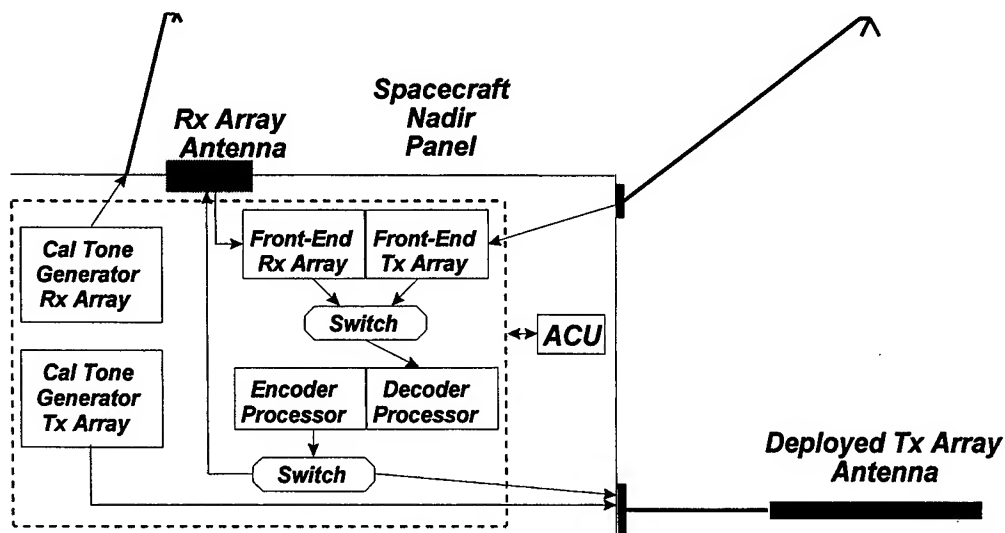 Spacecraft
Nadir
Panel
Rx Array
Antenna
Cal Tone
Generator
Rx Array
Front-End
Rx Array
Front-End
Tx Array
Switch
ACU
Cal Tone
Generator
Tx Array
Encoder
Processor
Decoder
Processor
Switch
Deployed Tx Array
Antenna